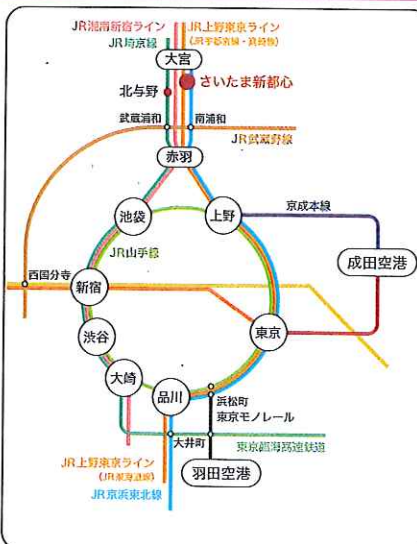 JR湘南新宿ライン
JR埼京線
JR上野東京ライン
(JR宇都宮線・高崎線)
大宮
さいたま新都心
北与野
武蔵浦和
南浦和
JR武蔵野線
赤羽
池袋
上野
京成本線
JR山手線
成田空港
西国分寺
新宿
渋谷
東京
大崎
品川
浜松町
東京モノレール
大井町
東京臨海高速鉄道
JR上野東京ライン
(JR東海道線)
羽田空港
JR京浜東北線